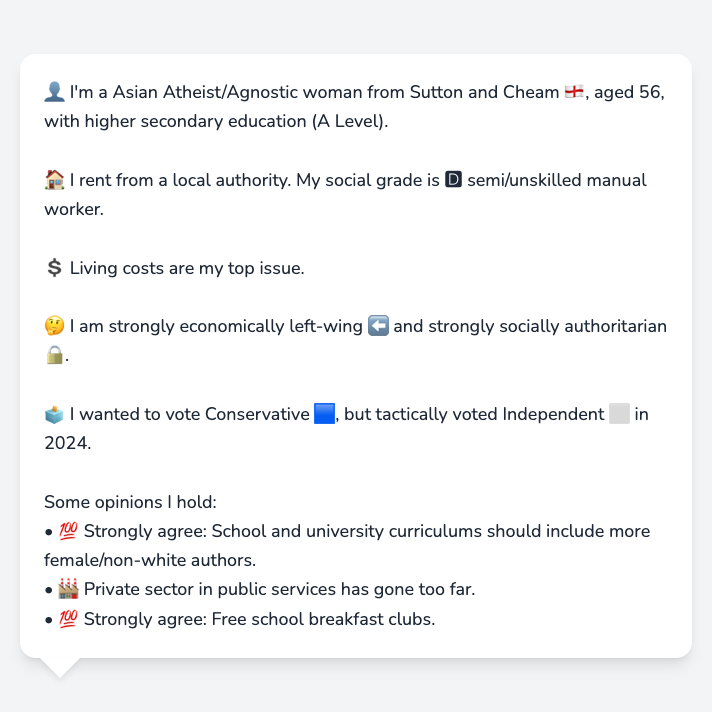 👤 I'm a Asian Atheist/Agnostic woman from Sutton and Cheam 🏴󠁧󠁢󠁥󠁮󠁧󠁿, aged 56,
with higher secondary education (A Level).
🏠 I rent from a local authority. My social grade is 🅳 semi/unskilled manual
worker.
💲 Living costs are my top issue.
🤔 I am strongly economically left-wing ⬅️ and strongly socially authoritarian
🔒.
🗳️ I wanted to vote Conservative 🟦, but tactically voted Independent ⬜ in
2024.
Some opinions I hold:
• 💯 Strongly agree: School and university curriculums should include more
female/non-white authors.
• 🏭 Private sector in public services has gone too far.
• 💯 Strongly agree: Free school breakfast clubs.